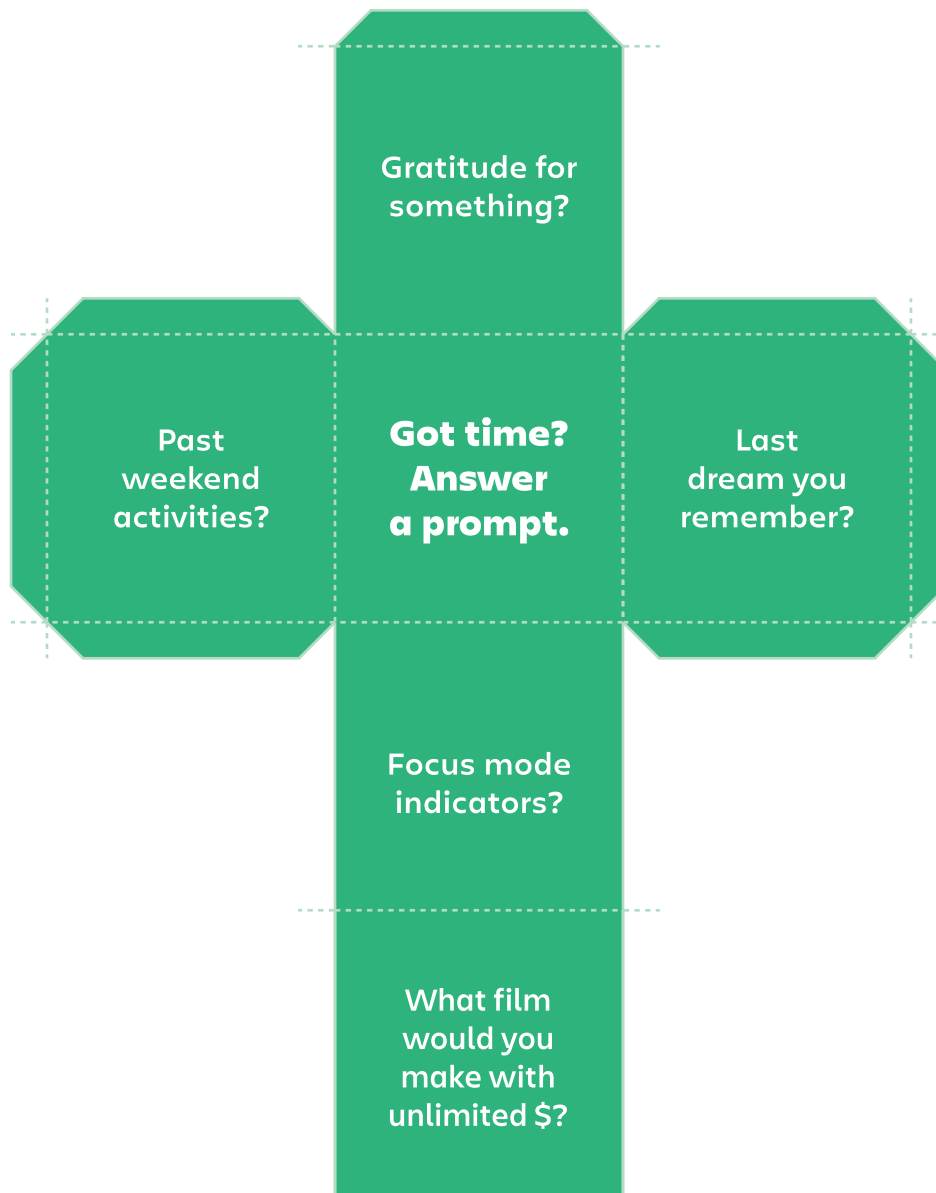 Gratitude for
something?
Past
weekend
activities?
Got time?
Answer
a prompt.
Last
dream you
remember?
Focus mode
indicators?
What film
would you
make with
unlimited $?